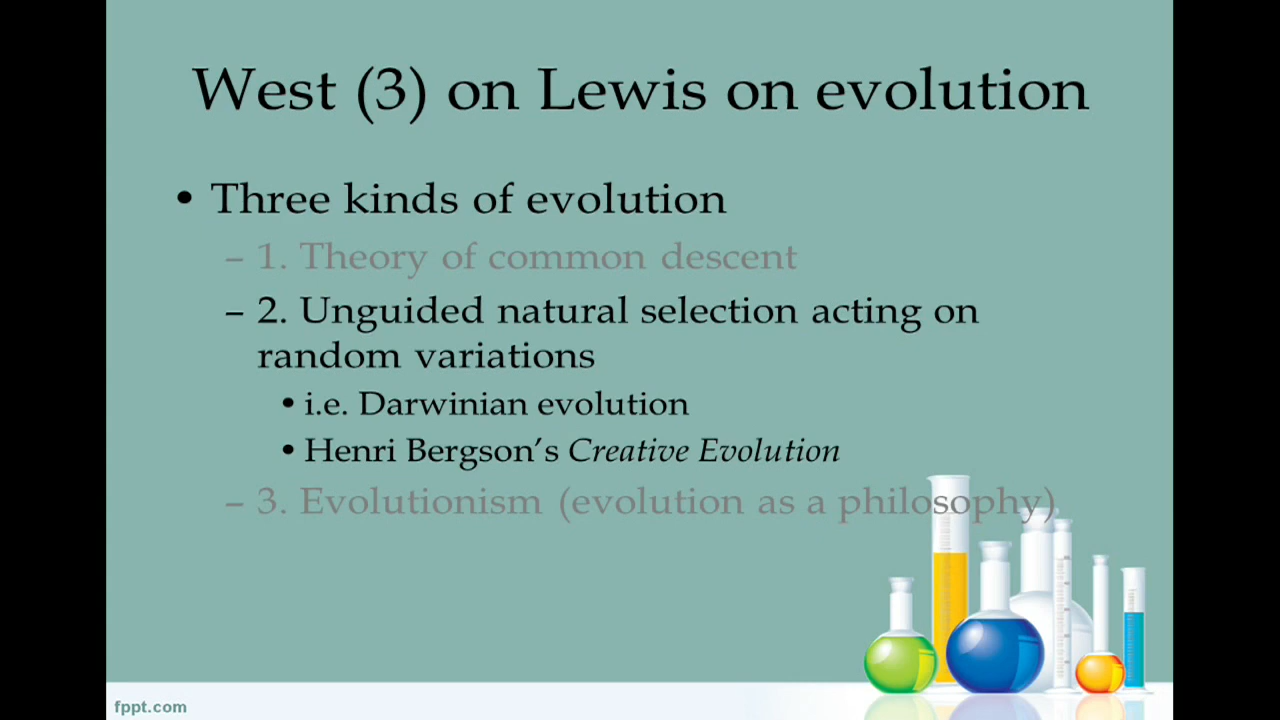 West (3) on Lewis on evolution
• Three kinds of evolution
– 1. Theory of common descent
– 2. Unguided natural selection acting on
random variations
• i.e. Darwinian evolution
• Henri Bergson’s Creative Evolution
– 3. Evolutionism (evolution as a philosophy)
fppt.com